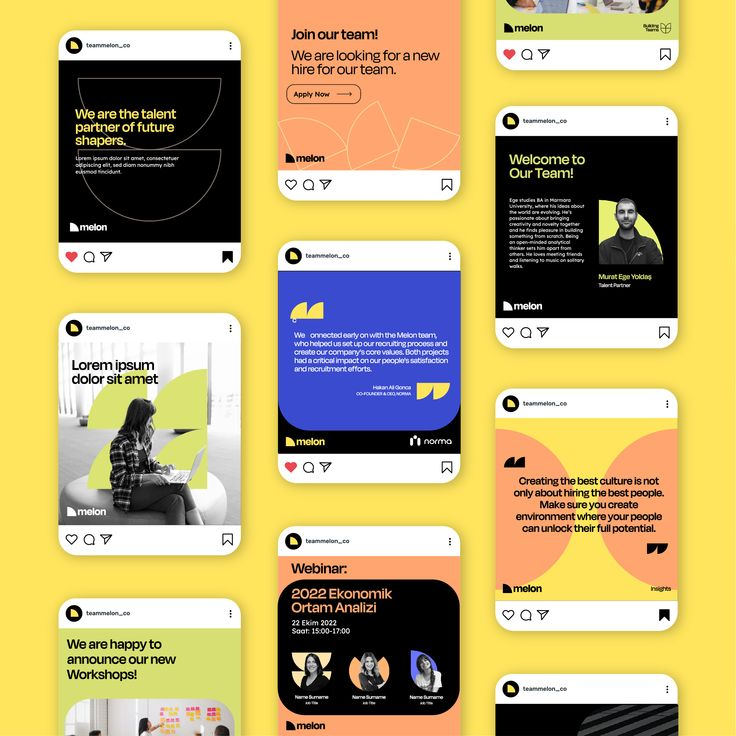 teammelon_co
We are the talent
partner of future
shapers.
Lorem ipsum dolor sit amet, consectetuer
adipiscing elit, sed diam nonummy nibh
euismod tincidunt.
melon
teammelon_co
Lorem ipsum
dolor sit amet
melon
teammelon_co
We are happy to
announce our new
Workshops!
Join our team!
We are looking for a new
hire for our team.
Apply Now
melon
teammelon_co
We onnected early on with the Melon team,
who helped us set up our recruiting process and
create our company's core values. Both projects
had a critical impact on our people's satisfaction
and recruitment efforts.
Hakan Ali Gonca
CO-FOUNDER & CEO, NORMA
melon
norma
teammelon_co
Webinar:
2022 Ekonomik
Ortam Analizi
22 Ekim 2022
Saat: 15:00-17:00
Name Surname
Name Surname
Name Surname
Job Title
Job Title
Job Title
melon
melon
Building
Teams
teammelon_co
Welcome to
Our Team!
Ege studies BA in Marmara
University, where his ideas about
the world are evolving. He's
passionate about bringing
creativity and novelty together
and he finds pleasure in building
something from scratch. Being
an open-minded analytical
thinker sets him apart from
others. He loves meeting friends
and listening to music on solitary
walks.
Murat Ege Yoldaş
Talent Partner
melon
teammelon_co
Creating the best culture is not
only about hiring the best people.
Make sure you create
environment where your people
can unlock their full potential.
melon
Insights
teammelon_co